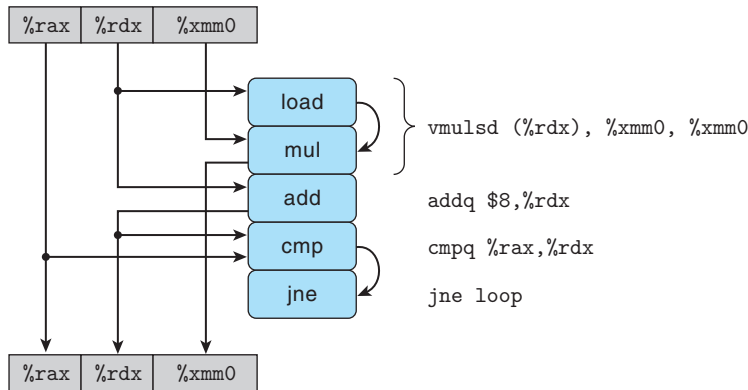 %rax %rdx %xmm0
load
mul
vmulsd (%rdx), %xmm0, %xmm0
add
addq $8,%rdx
cmp
cmpq %rax,%rdx
jne
jne loop
%rax %rdx %xmm0